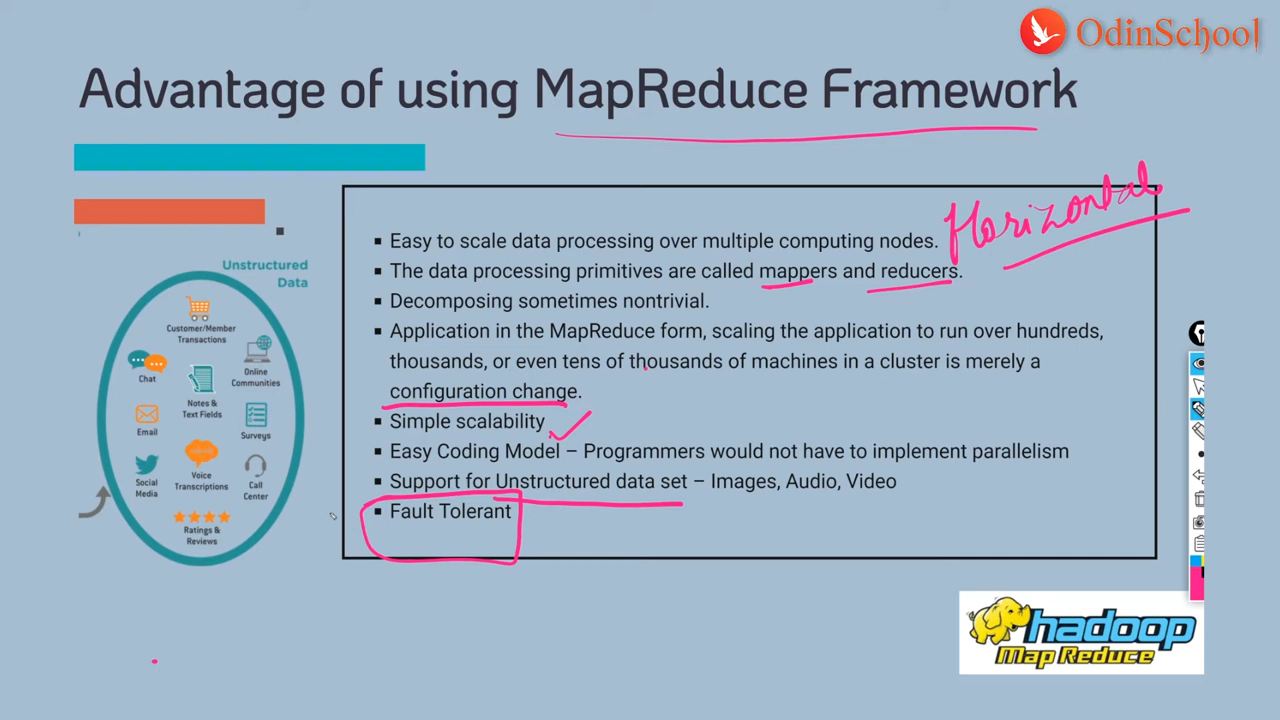 OdinSchool
Advantage of using MapReduce Framework
Horizontal
▪ Easy to scale data processing over multiple computing nodes.
▪ The data processing primitives are called mappers and reducers.
▪ Decomposing sometimes nontrivial.
▪ Application in the MapReduce form, scaling the application to run over hundreds,
thousands, or even tens of thousands of machines in a cluster is merely a
configuration change.
▪ Simple scalability
▪ Easy Coding Model – Programmers would not have to implement parallelism
▪ Support for Unstructured data set – Images, Audio, Video
▪ Fault Tolerant
Unstructured
Data
Customer/Member
Transactions
Chat
Online
Communities
Notes &
Text Fields
Email
Surveys
Social
Media
Voice
Transcriptions
Call
Center
Ratings &
Reviews
hadoop
Map Reduce